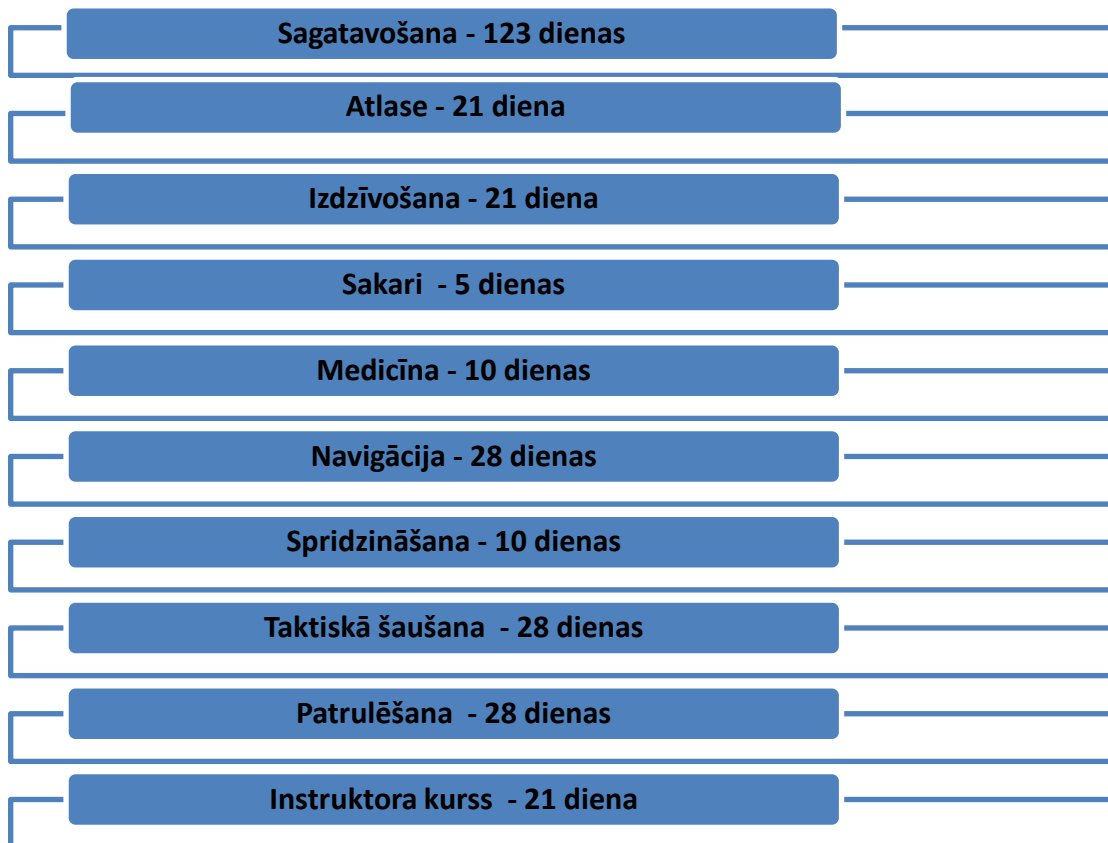 Sagatavošana - 123 dienas
Atlase - 21 diena
Izdzīvošana - 21 diena
Sakari - 5 dienas
Medicīna - 10 dienas
Navigācija - 28 dienas
Spridzināšana - 10 dienas
Taktiskā šaušana - 28 dienas
Patrulēšana - 28 dienas
Instruktora kurss - 21 diena